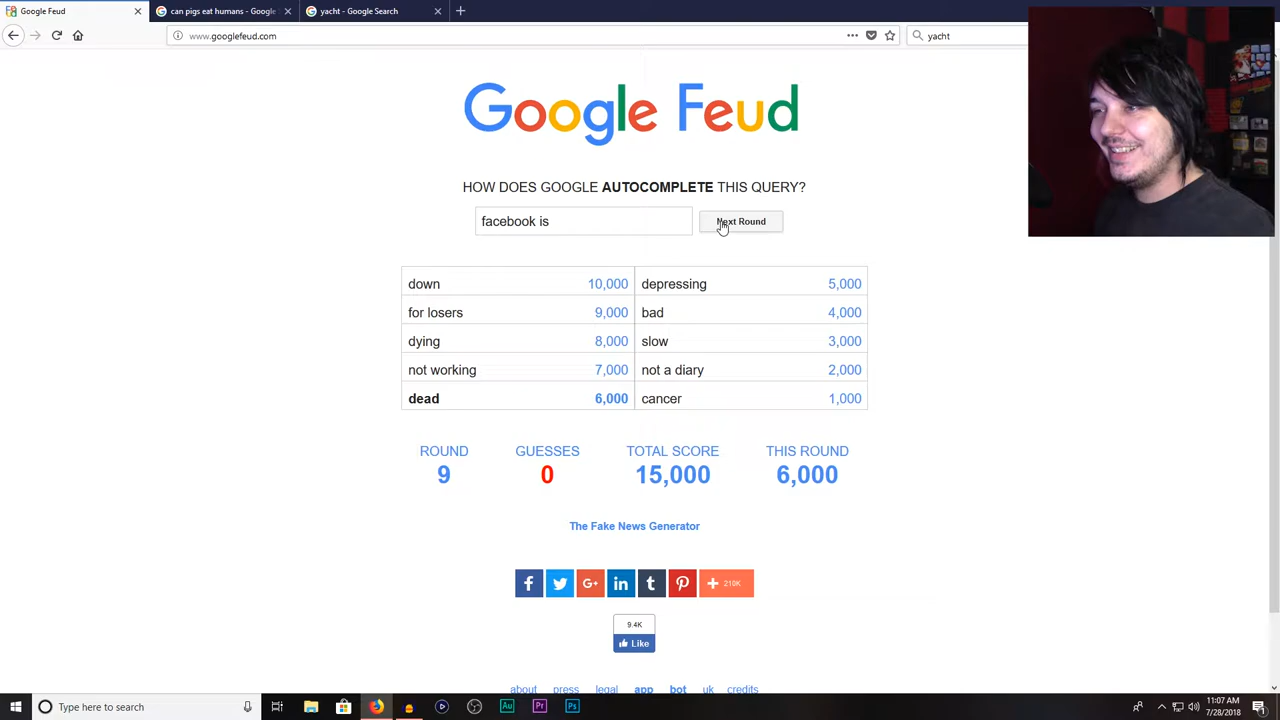 Google Feud
can pigs eat humans - Google
yacht - Google Search
www.googlefeud.com
yacht
Google Feud
HOW DOES GOOGLE AUTOCOMPLETE THIS QUERY?
facebook is
Next Round
down 10,000 depressing 5,000
for losers 9,000 bad 4,000
dying 8,000 slow 3,000
not working 7,000 not a diary 2,000
dead 6,000 cancer 1,000
ROUND GUESSES TOTAL SCORE THIS ROUND
9 0 15,000 6,000
The Fake News Generator
f G+ in t + 210K
9.4K
Like
about press legal app bot uk credits
Type here to search
Au Pr Ps
11:07 AM
7/28/2018